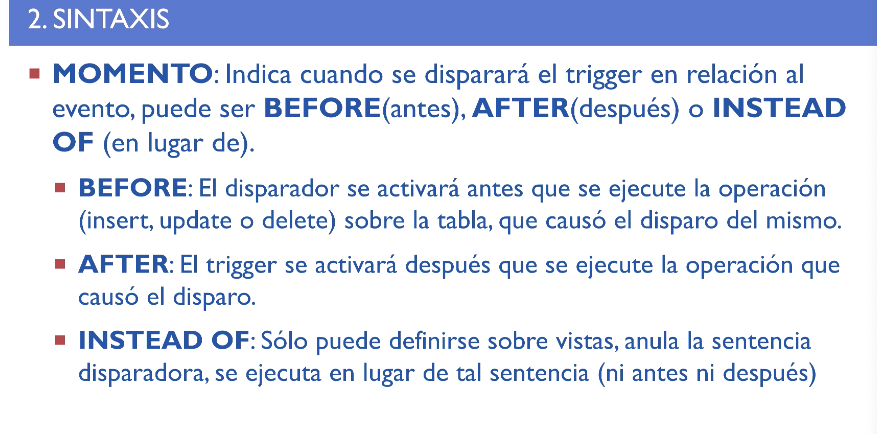 2. SINTAXIS
MOMENTO: Indica cuando se disparará el trigger en relación al
evento, puede ser BEFORE(antes), AFTER(después) o INSTEAD
OF (en lugar de).
BEFORE: El disparador se activará antes que se ejecute la operación
(insert, update o delete) sobre la tabla, que causó el disparo del mismo.
AFTER: El trigger se activará después que se ejecute la operación que
causó el disparo.
INSTEAD OF: Sólo puede definirse sobre vistas, anula la sentencia
disparadora, se ejecuta en lugar de tal sentencia (ni antes ni después)